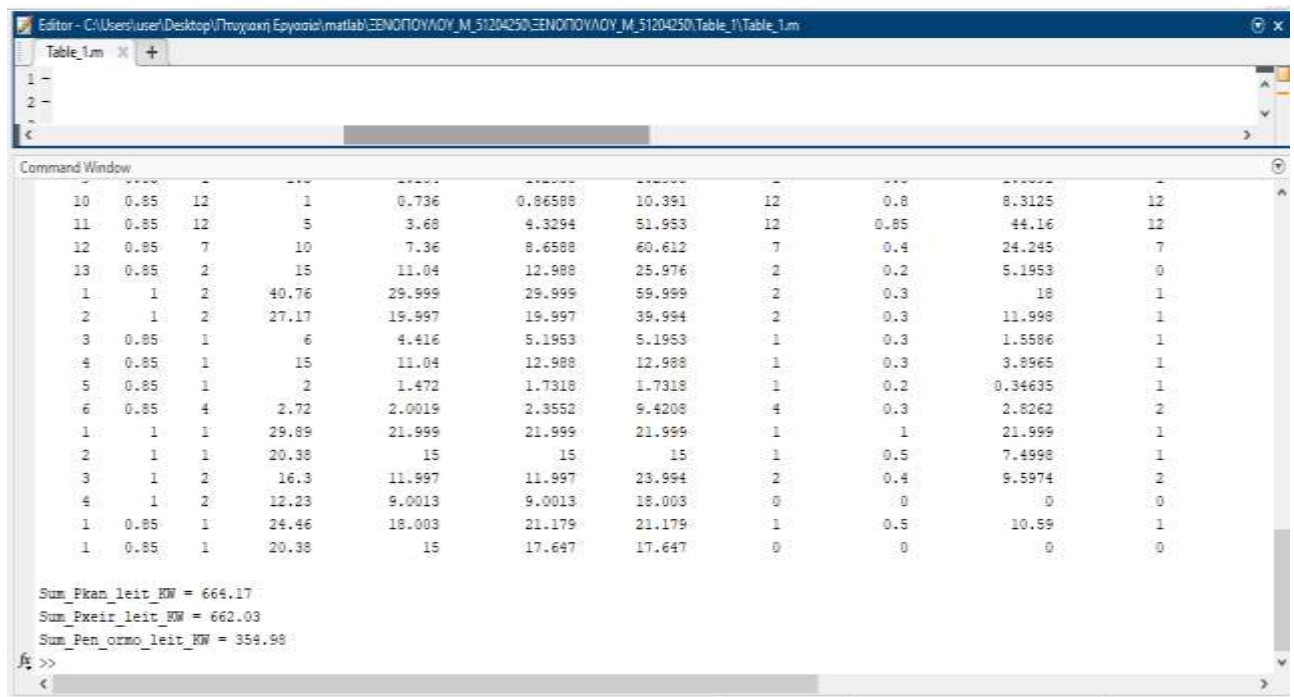 Editor - C:\Users\user\Desktop\Πτυχιακή Εργασία\matlab\ΞΕΝΟΠΟΥΛΟΥ_Μ_51204250\ΞΕΝΟΠΟΥΛΟΥ_Μ_51204250\Table_1\Table_1.m
Table_1.m × +
1 -
2 -
Command Window
10 0.85 12 1 0.736 0.86588 10.391 12 0.8 8.3125 12
11 0.85 12 5 3.68 4.3294 51.953 12 0.85 44.16 12
12 0.85 7 10 7.36 8.6588 60.612 7 0.4 24.245 7
13 0.85 2 15 11.04 12.988 25.976 2 0.2 5.1953 0
1 1 2 40.76 29.999 29.999 59.999 2 0.3 18 1
2 1 2 27.17 19.997 19.997 39.994 2 0.3 11.998 1
3 0.85 1 6 4.416 5.1953 5.1953 1 0.3 1.5586 1
4 0.85 1 15 11.04 12.988 12.988 1 0.3 3.8965 1
5 0.85 1 2 1.472 1.7318 1.7318 1 0.2 0.34635 1
6 0.85 4 2.72 2.0019 2.3552 9.4208 4 0.3 2.8262 2
1 1 1 29.89 21.999 21.999 21.999 1 1 21.999 1
2 1 1 20.38 15 15 15 1 0.5 7.4998 1
3 1 2 16.3 11.997 11.997 23.994 2 0.4 9.5974 2
4 1 2 12.23 9.0013 9.0013 18.003 0 0 0 0
1 0.85 1 24.46 18.003 21.179 21.179 1 0.5 10.59 1
1 0.85 1 20.38 15 17.647 17.647 0 0 0 0
Sum_Pkan_leit_KW = 664.17
Sum_Pxeir_leit_KW = 662.03
Sum_Pen_ormo_leit_KW = 354.98
fx >>